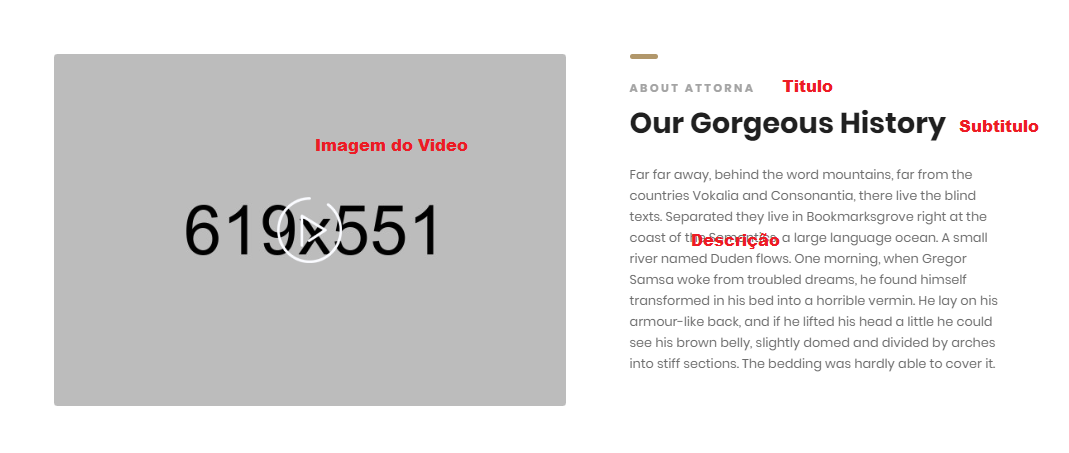 Imagem do Video
619x551
ABOUT ATTORNA Titulo
Our Gorgeous History Subtitulo
Far far away, behind the word mountains, far from the
countries Vokalia and Consonantia, there live the blind
texts. Separated they live in Bookmarksgrove right at the
coast of the Semantics, a large language ocean. A small
Descrição
river named Duden flows. One morning, when Gregor
Samsa woke from troubled dreams, he found himself
transformed in his bed into a horrible vermin. He lay on his
armour-like back, and if he lifted his head a little he could
see his brown belly, slightly domed and divided by arches
into stiff sections. The bedding was hardly able to cover it.